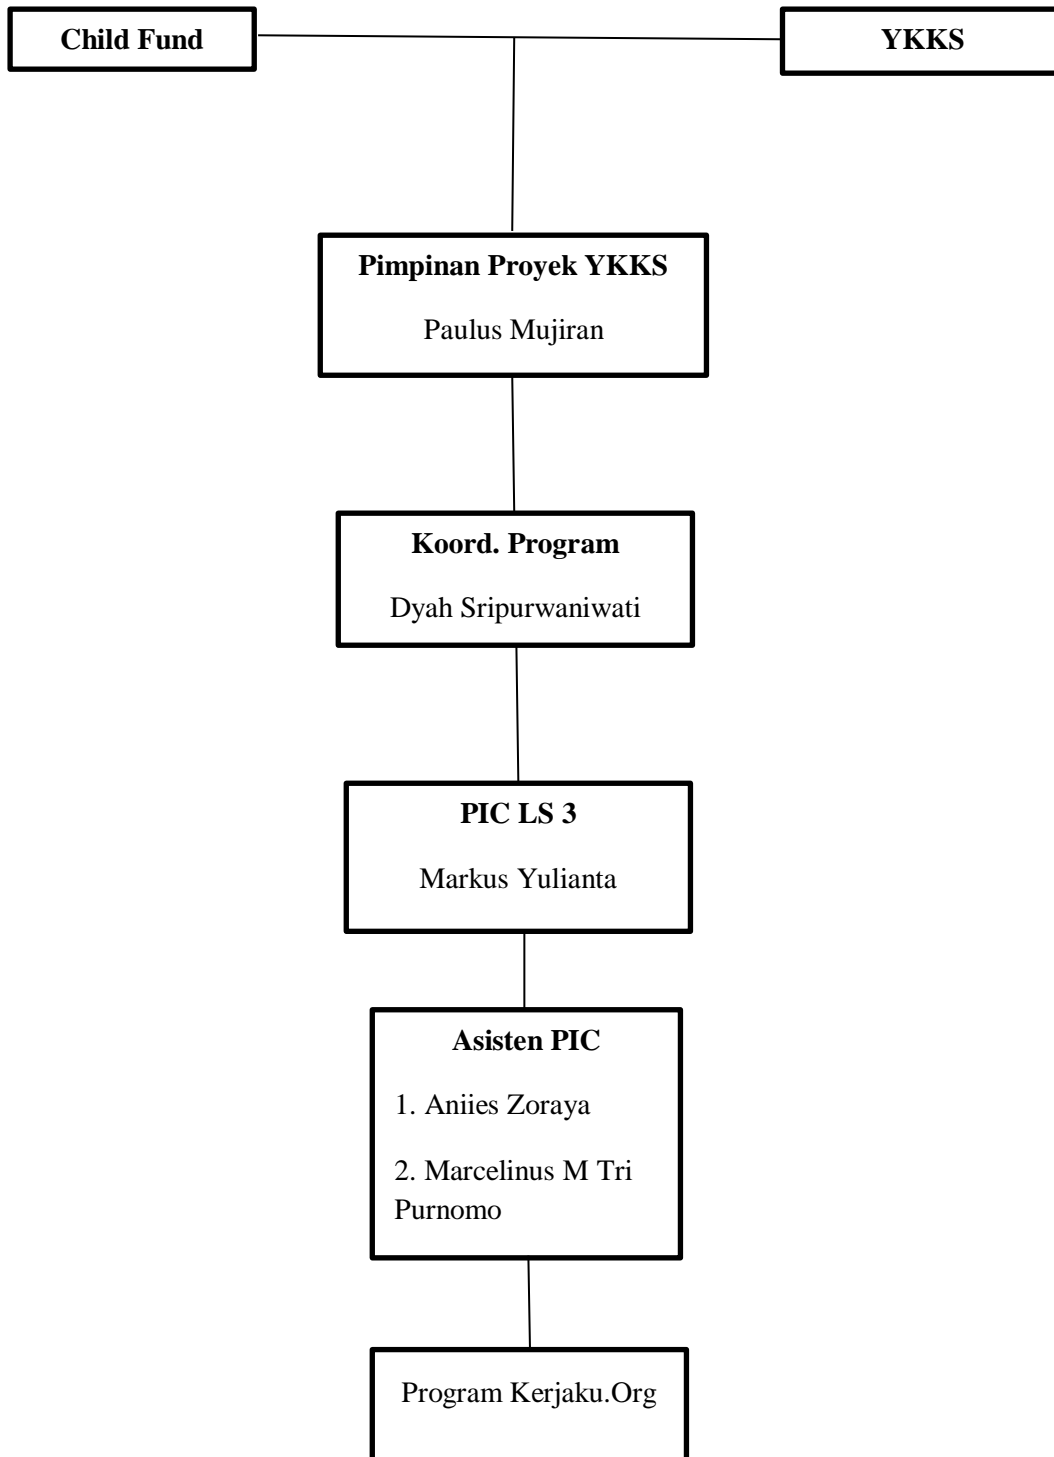 Child Fund
YKKS
Pimpinan Proyek YKKS
Paulus Mujiran
Koord. Program
Dyah Sripurwaniwati
PIC LS 3
Markus Yulianta
Asisten PIC
1. Aniies Zoraya
2. Marcelinus M Tri
Purnomo
Program Kerjaku.Org